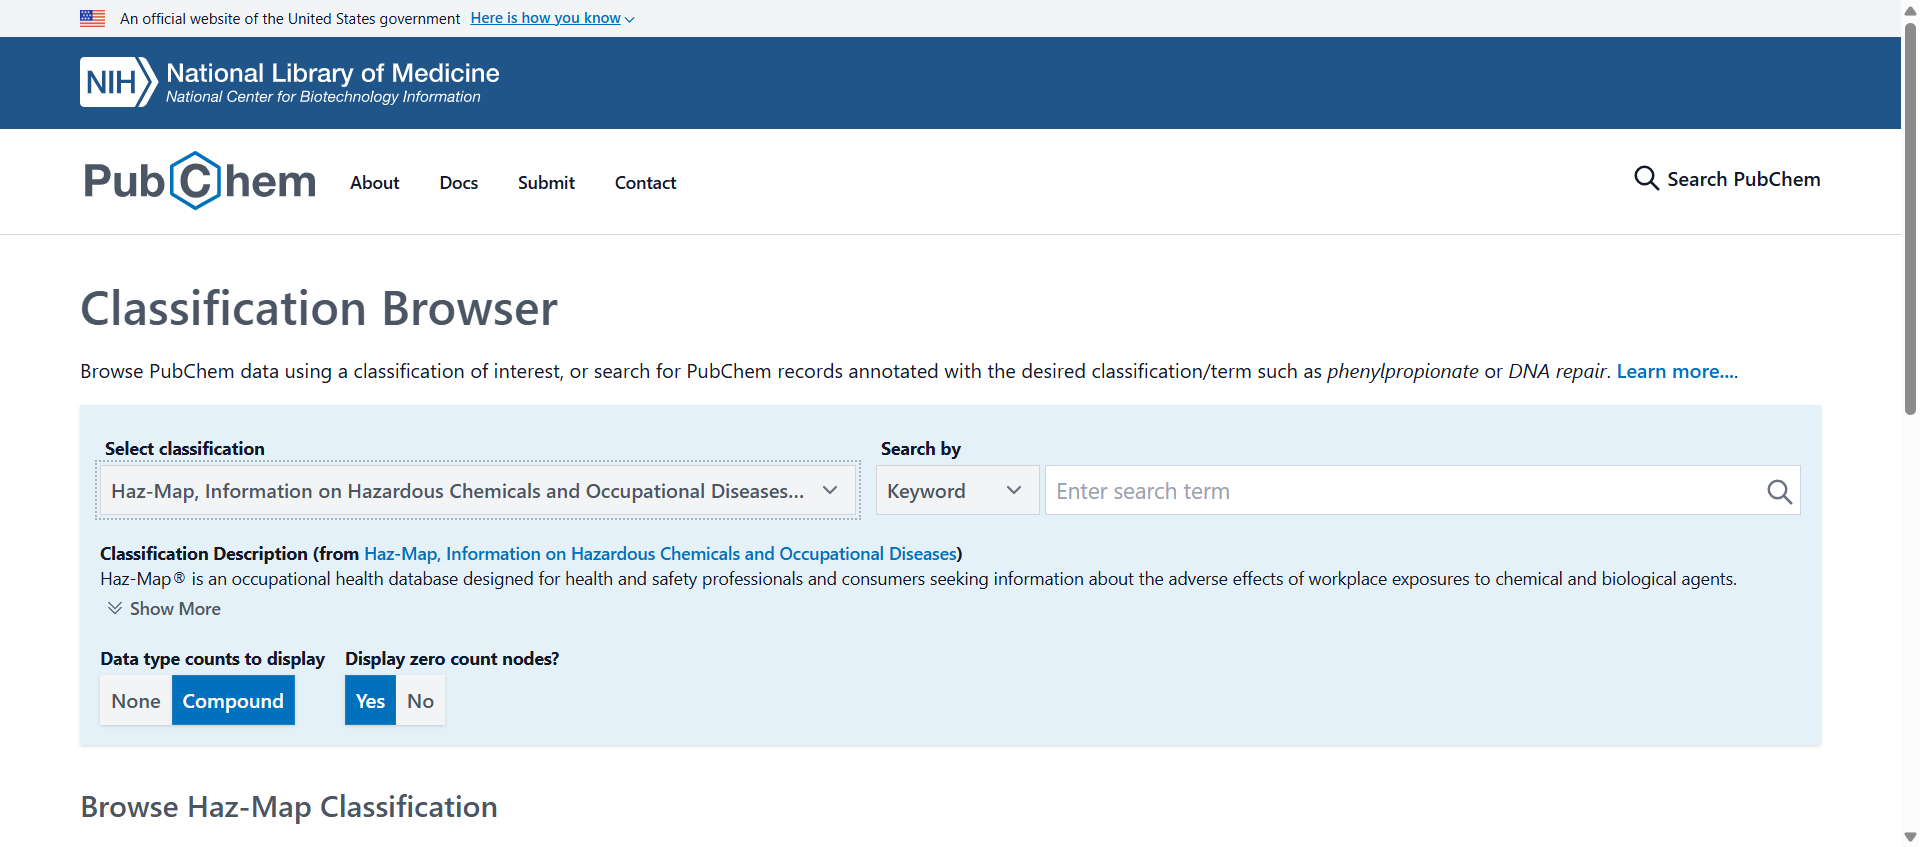 An official website of the United States government Here is how you know
NIH National Library of Medicine
National Center for Biotechnology Information
PubChem About Docs Submit Contact Search PubChem
Classification Browser
Browse PubChem data using a classification of interest, or search for PubChem records annotated with the desired classification/term such as phenylpropionate or DNA repair. Learn more....
Select classification Search by
Haz-Map, Information on Hazardous Chemicals and Occupational Diseases... Keyword Enter search term
Classification Description (from Haz-Map, Information on Hazardous Chemicals and Occupational Diseases)
Haz-Map® is an occupational health database designed for health and safety professionals and consumers seeking information about the adverse effects of workplace exposures to chemical and biological agents.
Show More
Data type counts to display Display zero count nodes?
None Compound Yes No
Browse Haz-Map Classification